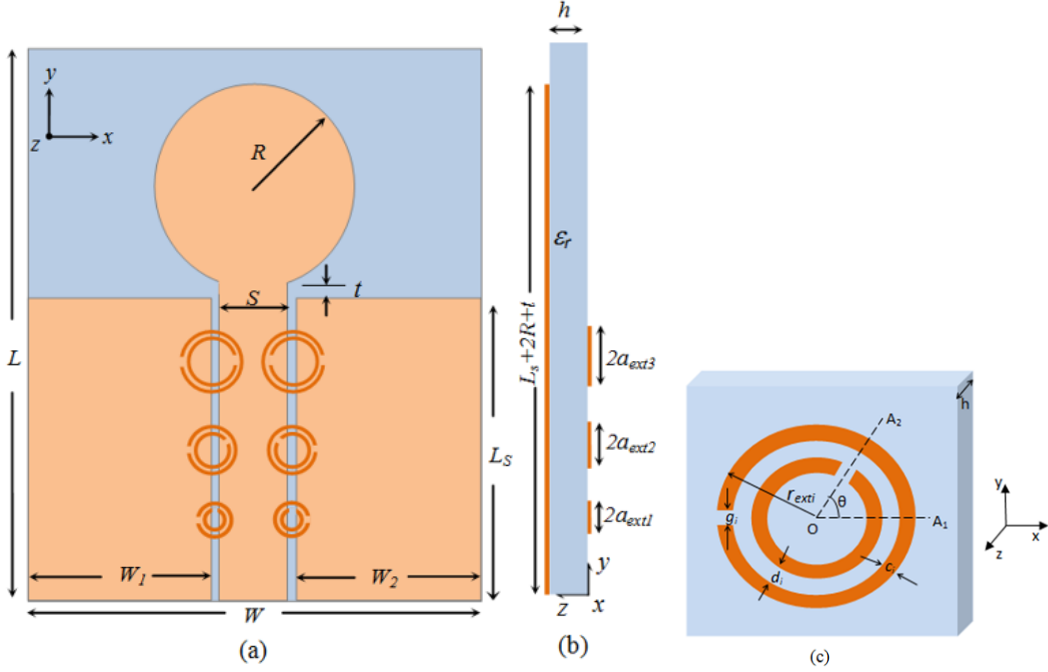 y
x
z
R
S
t
L
L_S
W_1
W_2
W
(a)
h
ε_r
L_s+2R+t
2a_ext3
2a_ext2
2a_ext1
y
z
x
(b)
h
A_2
r_exti
θ
g_i
O
A_1
d_i
c_i
y
x
z
(c)